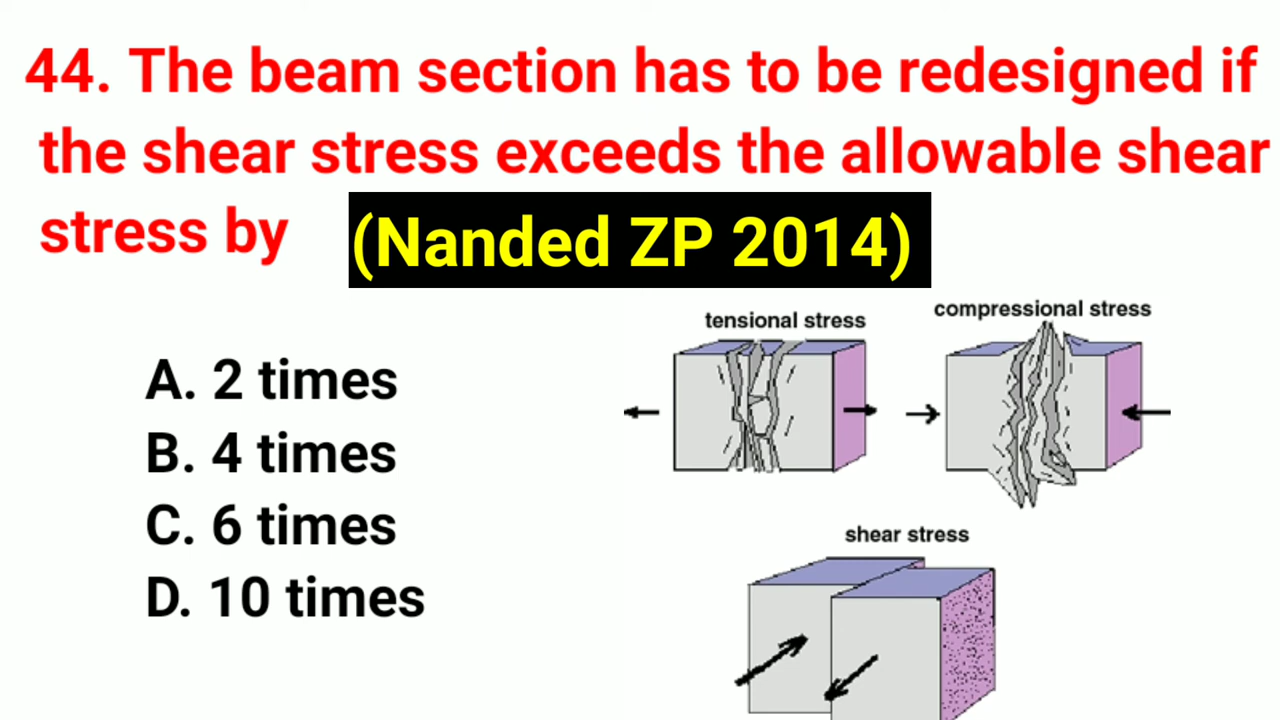 44. The beam section has to be redesigned if
the shear stress exceeds the allowable shear
stress by (Nanded ZP 2014)
tensional stress
compressional stress
A. 2 times
B. 4 times
C. 6 times
D. 10 times
shear stress